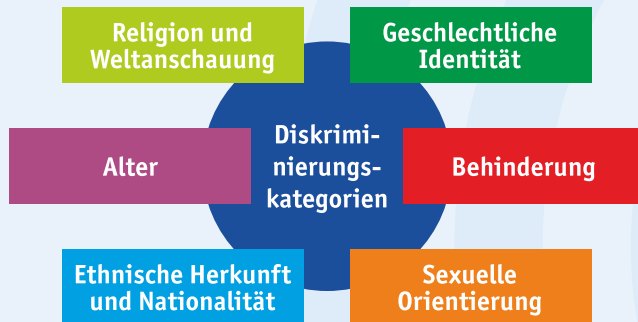 Religion und
Weltanschauung
Geschlechtliche
Identität
Alter
Diskrimi-
nierungs-
kategorien
Behinderung
Ethnische Herkunft
und Nationalität
Sexuelle
Orientierung